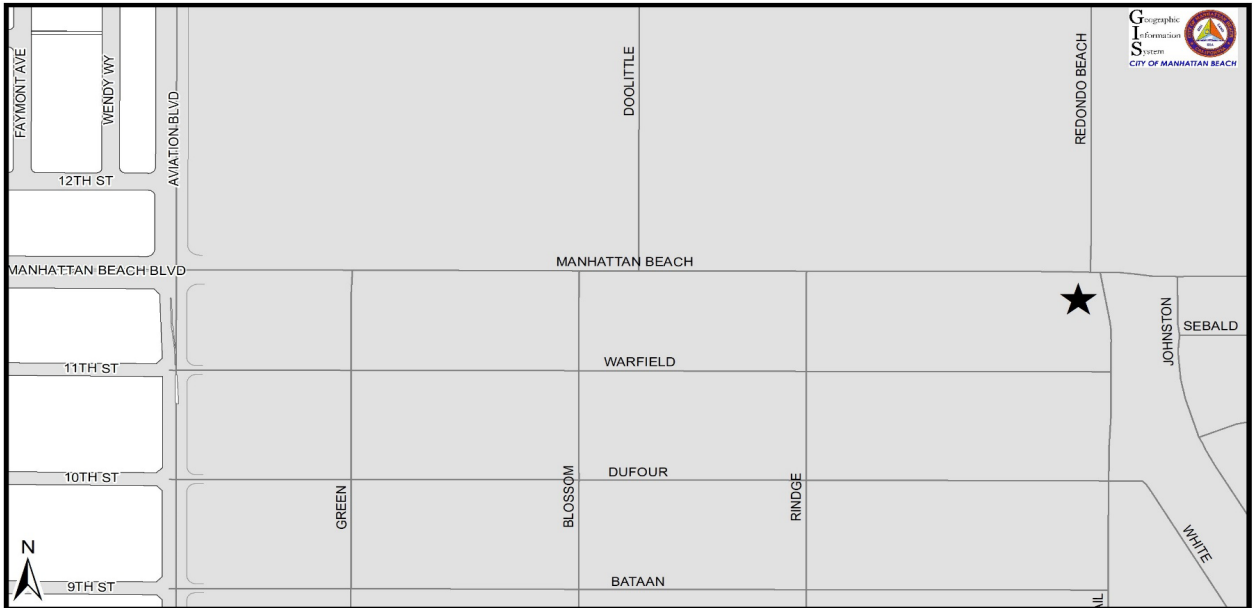 Geographic
Information
System
CITY OF MANHATTAN BEACH
FAYMONT AVE
WENDY WY
AVIATION BLVD
DOOLITTLE
REDONDO BEACH
12TH ST
MANHATTAN BEACH BLVD
MANHATTAN BEACH
JOHNSTON
SEBALD
11TH ST
WARFIELD
10TH ST
DUFOUR
GREEN
BLOSSOM
RINDGE
WHITE
N
9TH ST
BATAAN